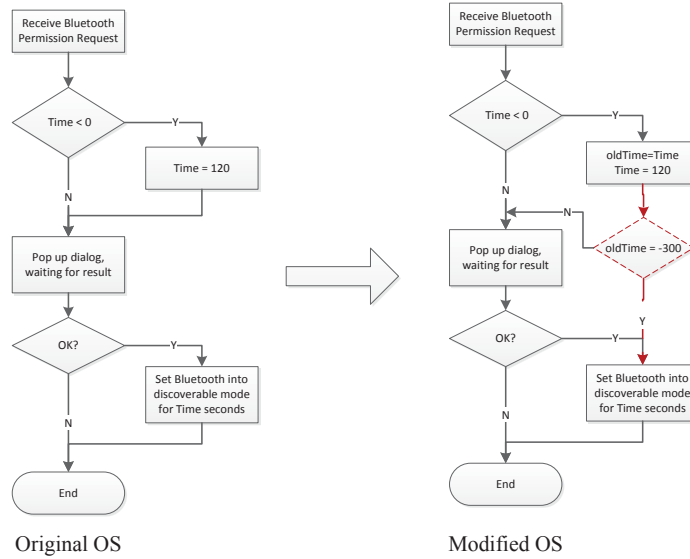 Receive Bluetooth
Permission Request
Time < 0
Y
Time = 120
N
Pop up dialog,
waiting for result
OK?
Y
Set Bluetooth into
discoverable mode
for Time seconds
N
End
Original OS
Receive Bluetooth
Permission Request
Time < 0
Y
oldTime=Time
Time = 120
N
N
oldTime = -300
Pop up dialog,
waiting for result
Y
OK?
Y
Set Bluetooth into
discoverable mode
for Time seconds
N
End
Modified OS